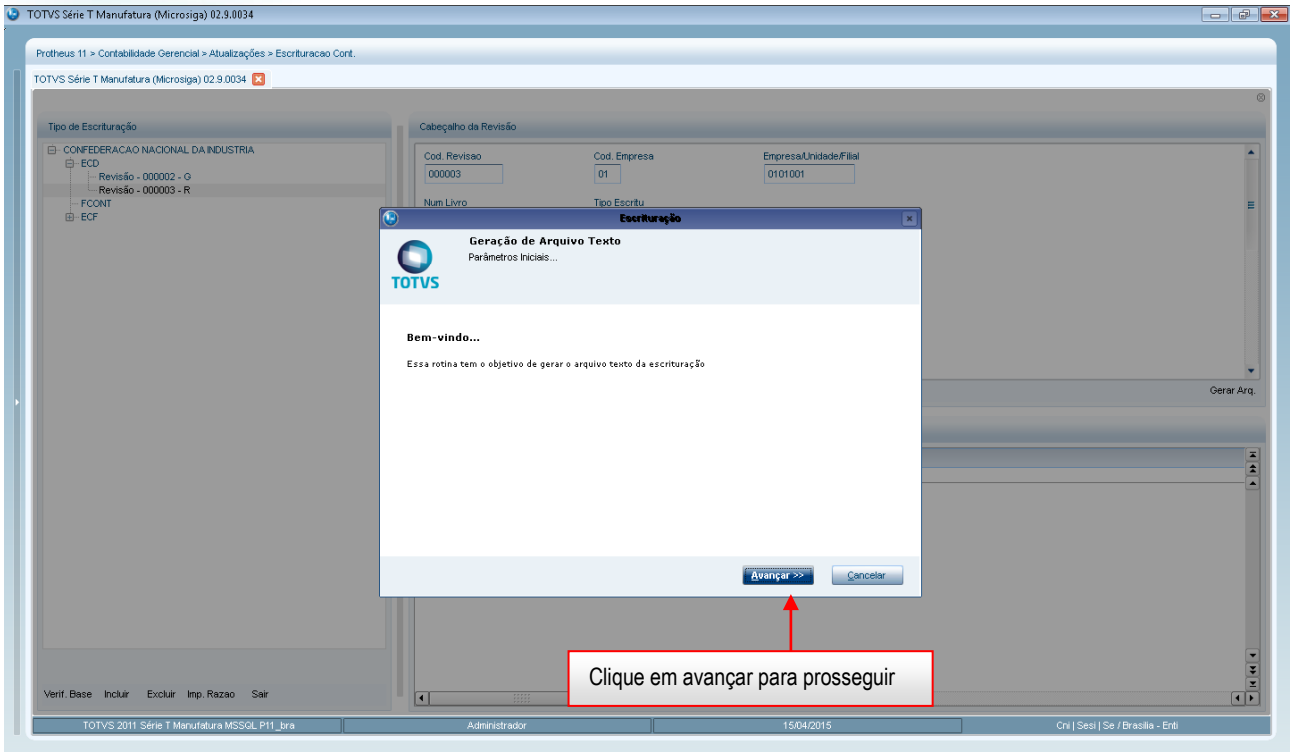 TOTVS Série T Manufatura (Microsiga) 02.9.0034
Protheus 11 > Contabilidade Gerencial > Atualizações > Escrituracao Cont.
TOTVS Série T Manufatura (Microsiga) 02.9.0034
Tipo de Escrituração
CONFEDERACAO NACIONAL DA INDUSTRIA
ECD
Revisão - 000002 - G
Revisão - 000003 - R
FCONT
ECF
Cabeçalho da Revisão
Cod. Revisao Cod. Empresa Empresa/Unidade/Filial
000003 01 0101001
Num Livro Tipo Escritu
Escrituração
Geração de Arquivo Texto
Parâmetros Iniciais...
TOTVS
Bem-vindo...
Essa rotina tem o objetivo de gerar o arquivo texto da escrituração
Gerar Arq.
Avançar >> Cancelar
Clique em avançar para prosseguir
Verif. Base Incluir Excluir Imp. Razao Sair
TOTVS 2011 Série T Manufatura MSSQL P11_bra Administrador 15/04/2015 Cni | Sesi | Se / Brasilia - Enti